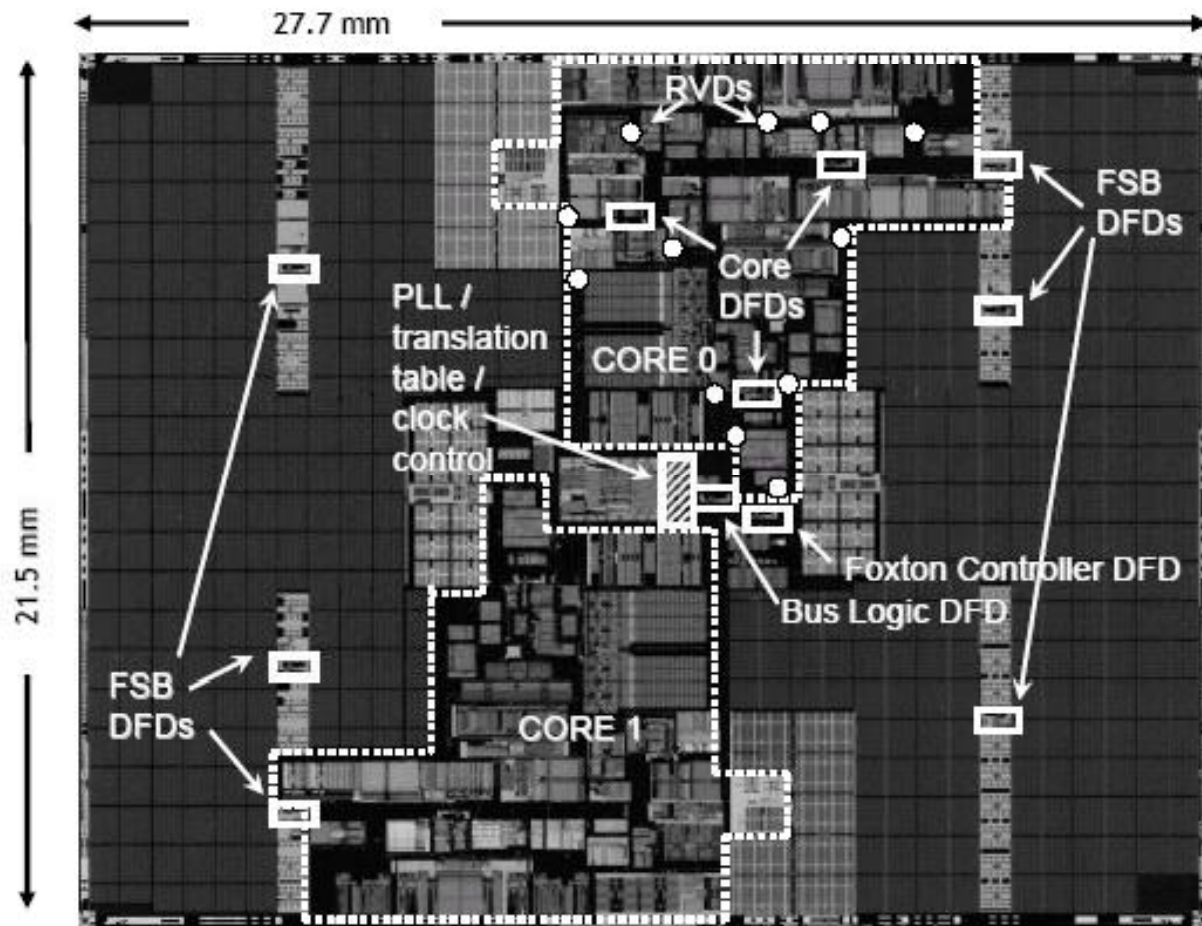 27.7 mm
21.5 mm
RVDs
FSB
DFDs
Core
DFDs
PLL /
translation
table /
clock
control
CORE 0
Foxton Controller DFD
Bus Logic DFD
FSB
DFDs
CORE 1